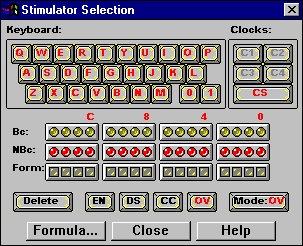 Stimulator Selection
Keyboard: Clocks:
Q W E R T Y U I O P C1 C2
A S D F G H J K L C3 C4
Z X C V B N M 0 1 CS
C 8 4 0
Bc:
NBc:
Form:
Delete EN DS CC OV Mode:OV
Formula... Close Help